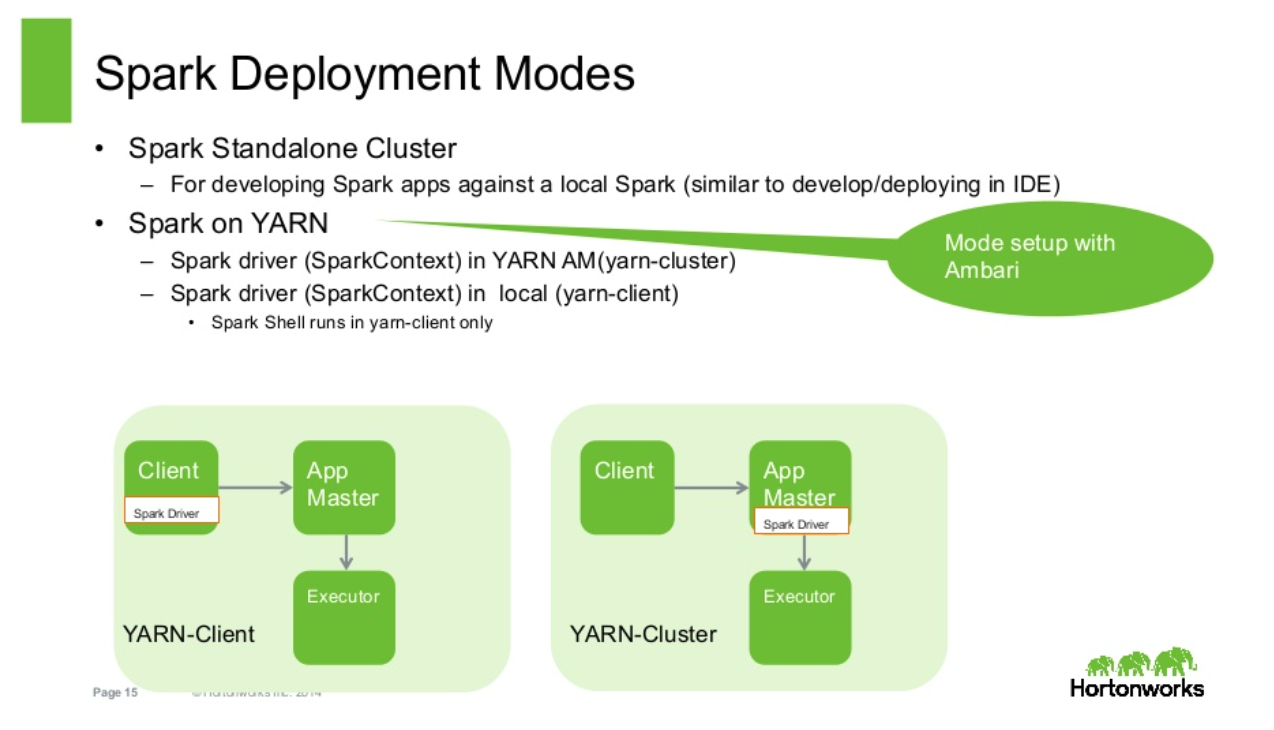 Spark Deployment Modes
• Spark Standalone Cluster
– For developing Spark apps against a local Spark (similar to develop/deploying in IDE)
• Spark on YARN
Mode setup with
Ambari
– Spark driver (SparkContext) in YARN AM(yarn-cluster)
– Spark driver (SparkContext) in local (yarn-client)
• Spark Shell runs in yarn-client only
Client
Spark Driver
App
Master
Executor
YARN-Client
Client
App
Master
Spark Driver
Executor
YARN-Cluster
Page 15
© Hortonworks Inc. 2014
Hortonworks